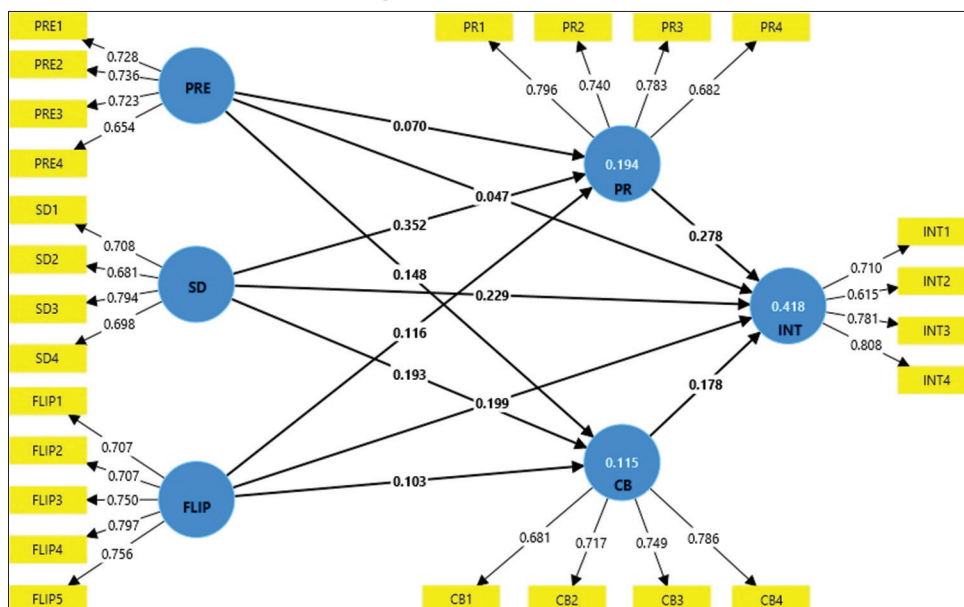 PRE1
PRE2
PRE3
PRE4
0.728
0.736
0.723
0.654
PRE
SD1
SD2
SD3
SD4
0.708
0.681
0.794
0.698
SD
FLIP1
FLIP2
FLIP3
FLIP4
FLIP5
0.707
0.707
0.750
0.797
0.756
FLIP
PR1
PR2
PR3
PR4
0.796
0.740
0.783
0.682
0.194
PR
0.070
0.047
0.352
0.148
0.229
0.116
0.193
0.199
0.103
0.278
0.178
0.418
INT
INT1
INT2
INT3
INT4
0.710
0.615
0.781
0.808
0.115
CB
0.681
0.717
0.749
0.786
CB1
CB2
CB3
CB4